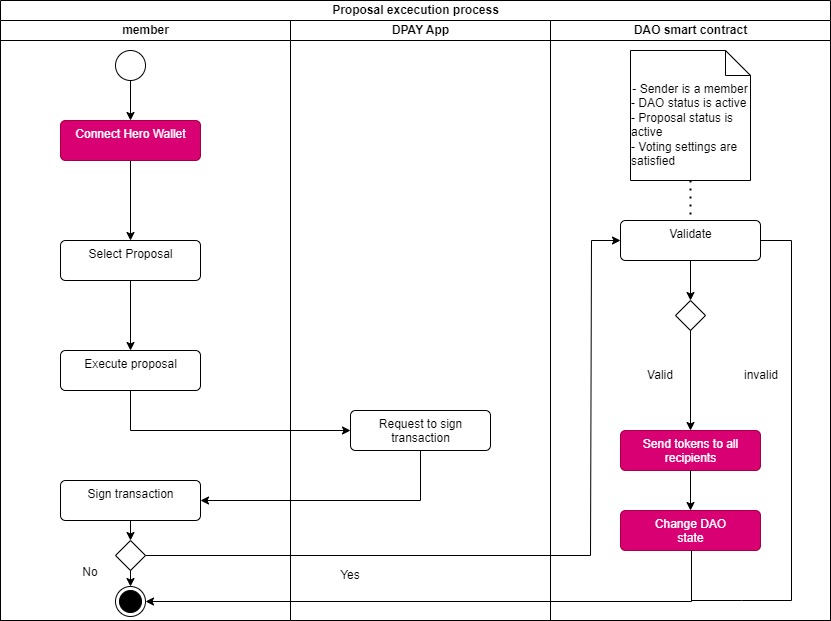 Proposal excecution process
member
DPAY App
DAO smart contract
- Sender is a member
- DAO status is active
- Proposal status is
active
- Voting settings are
satisfied
Connect Hero Wallet
Validate
Select Proposal
Valid
invalid
Execute proposal
Request to sign
transaction
Send tokens to all
recipients
Sign transaction
Change DAO
state
No
Yes